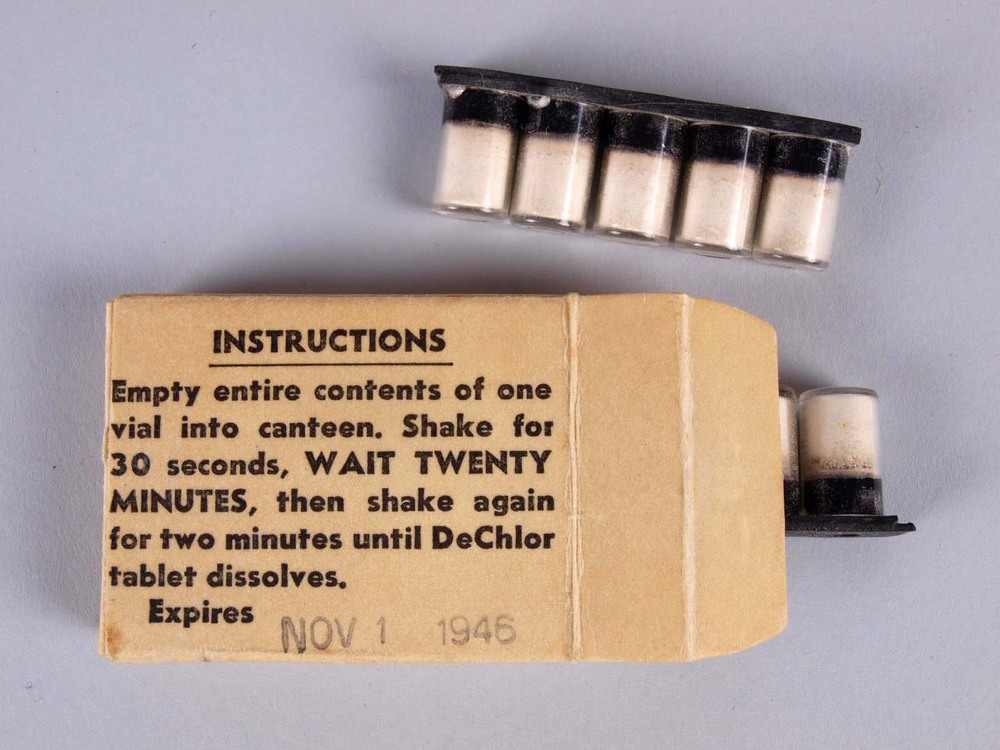 INSTRUCTIONS
Empty entire contents of one
vial into canteen. Shake for
30 seconds, WAIT TWENTY
MINUTES, then shake again
for two minutes until DeChlor
tablet dissolves.
Expires NOV 1 1946